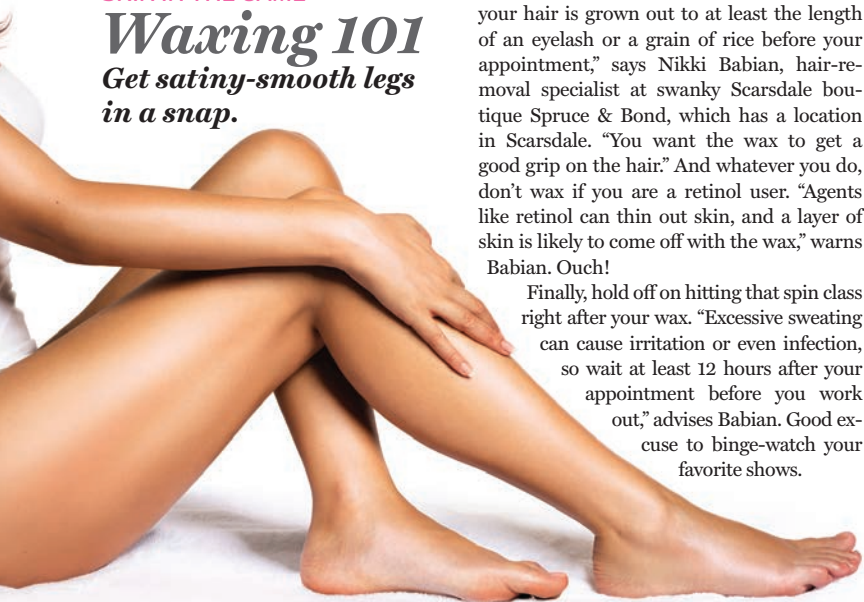 Waxing 101
Get satiny-smooth legs
in a snap.
your hair is grown out to at least the length
of an eyelash or a grain of rice before your
appointment,” says Nikki Babian, hair-re-
moval specialist at swanky Scarsdale bou-
tique Spruce & Bond, which has a location
in Scarsdale. “You want the wax to get a
good grip on the hair.” And whatever you do,
don’t wax if you are a retinol user. “Agents
like retinol can thin out skin, and a layer of
skin is likely to come off with the wax,” warns
Babian. Ouch!
Finally, hold off on hitting that spin class
right after your wax. “Excessive sweating
can cause irritation or even infection,
so wait at least 12 hours after your
appointment before you work
out,” advises Babian. Good ex-
cuse to binge-watch your
favorite shows.